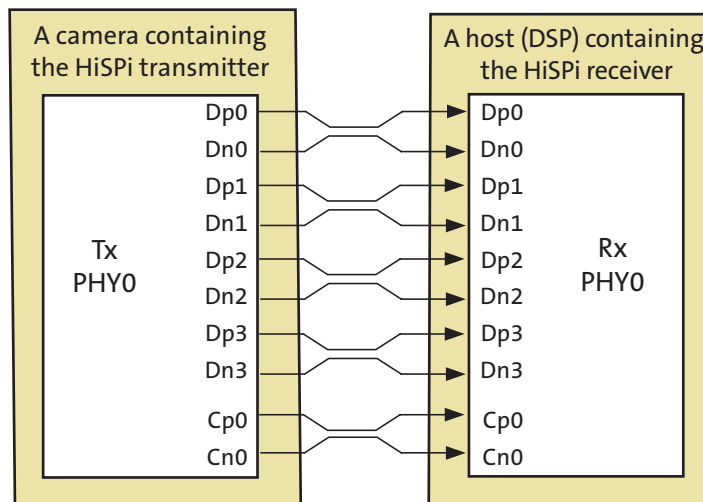 A camera containing
the HiSPi transmitter
Tx
PHY0
Dp0
Dn0
Dp1
Dn1
Dp2
Dn2
Dp3
Dn3
Cp0
Cn0
A host (DSP) containing
the HiSPi receiver
Dp0
Dn0
Dp1
Dn1
Dp2
Dn2
Dp3
Dn3
Cp0
Cn0
Rx
PHY0